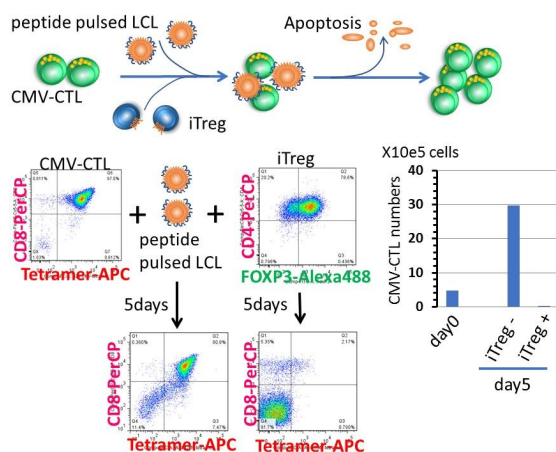 peptide pulsed LCL
Apoptosis
CMV-CTL
iTreg
CMV-CTL
iTreg
X10e5 cells
CD8-PerCP
Tetramer-APC
+
peptide
pulsed LCL
+
CD4-PerCP
FOXP3-Alexa488
CMV-CTL numbers
40
30
20
10
0
day0
iTreg -
iTreg +
day5
5days
5days
CD8-PerCP
Tetramer-APC
CD8-PerCP
Tetramer-APC